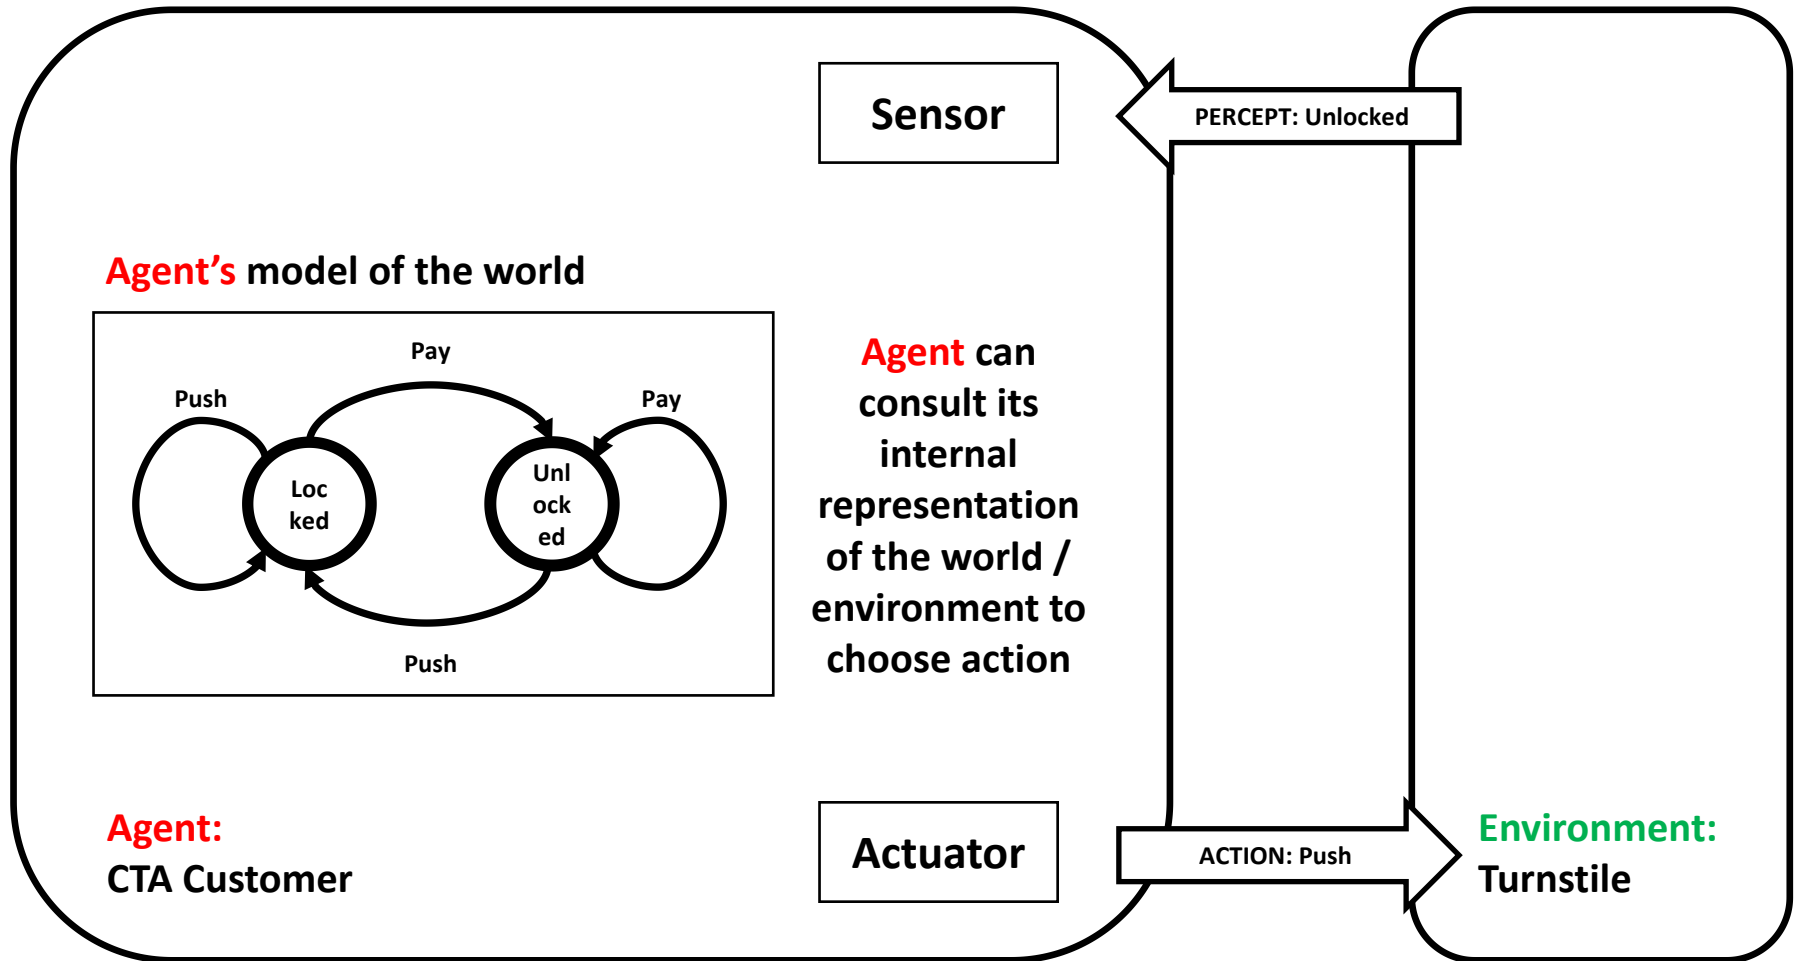 Sensor
PERCEPT: Unlocked
Agent's model of the world
Pay
Push
Pay
Loc
ked
Unl
ock
ed
Push
Agent can
consult its
internal
representation
of the world /
environment to
choose action
Agent:
CTA Customer
Actuator
ACTION: Push
Environment:
Turnstile